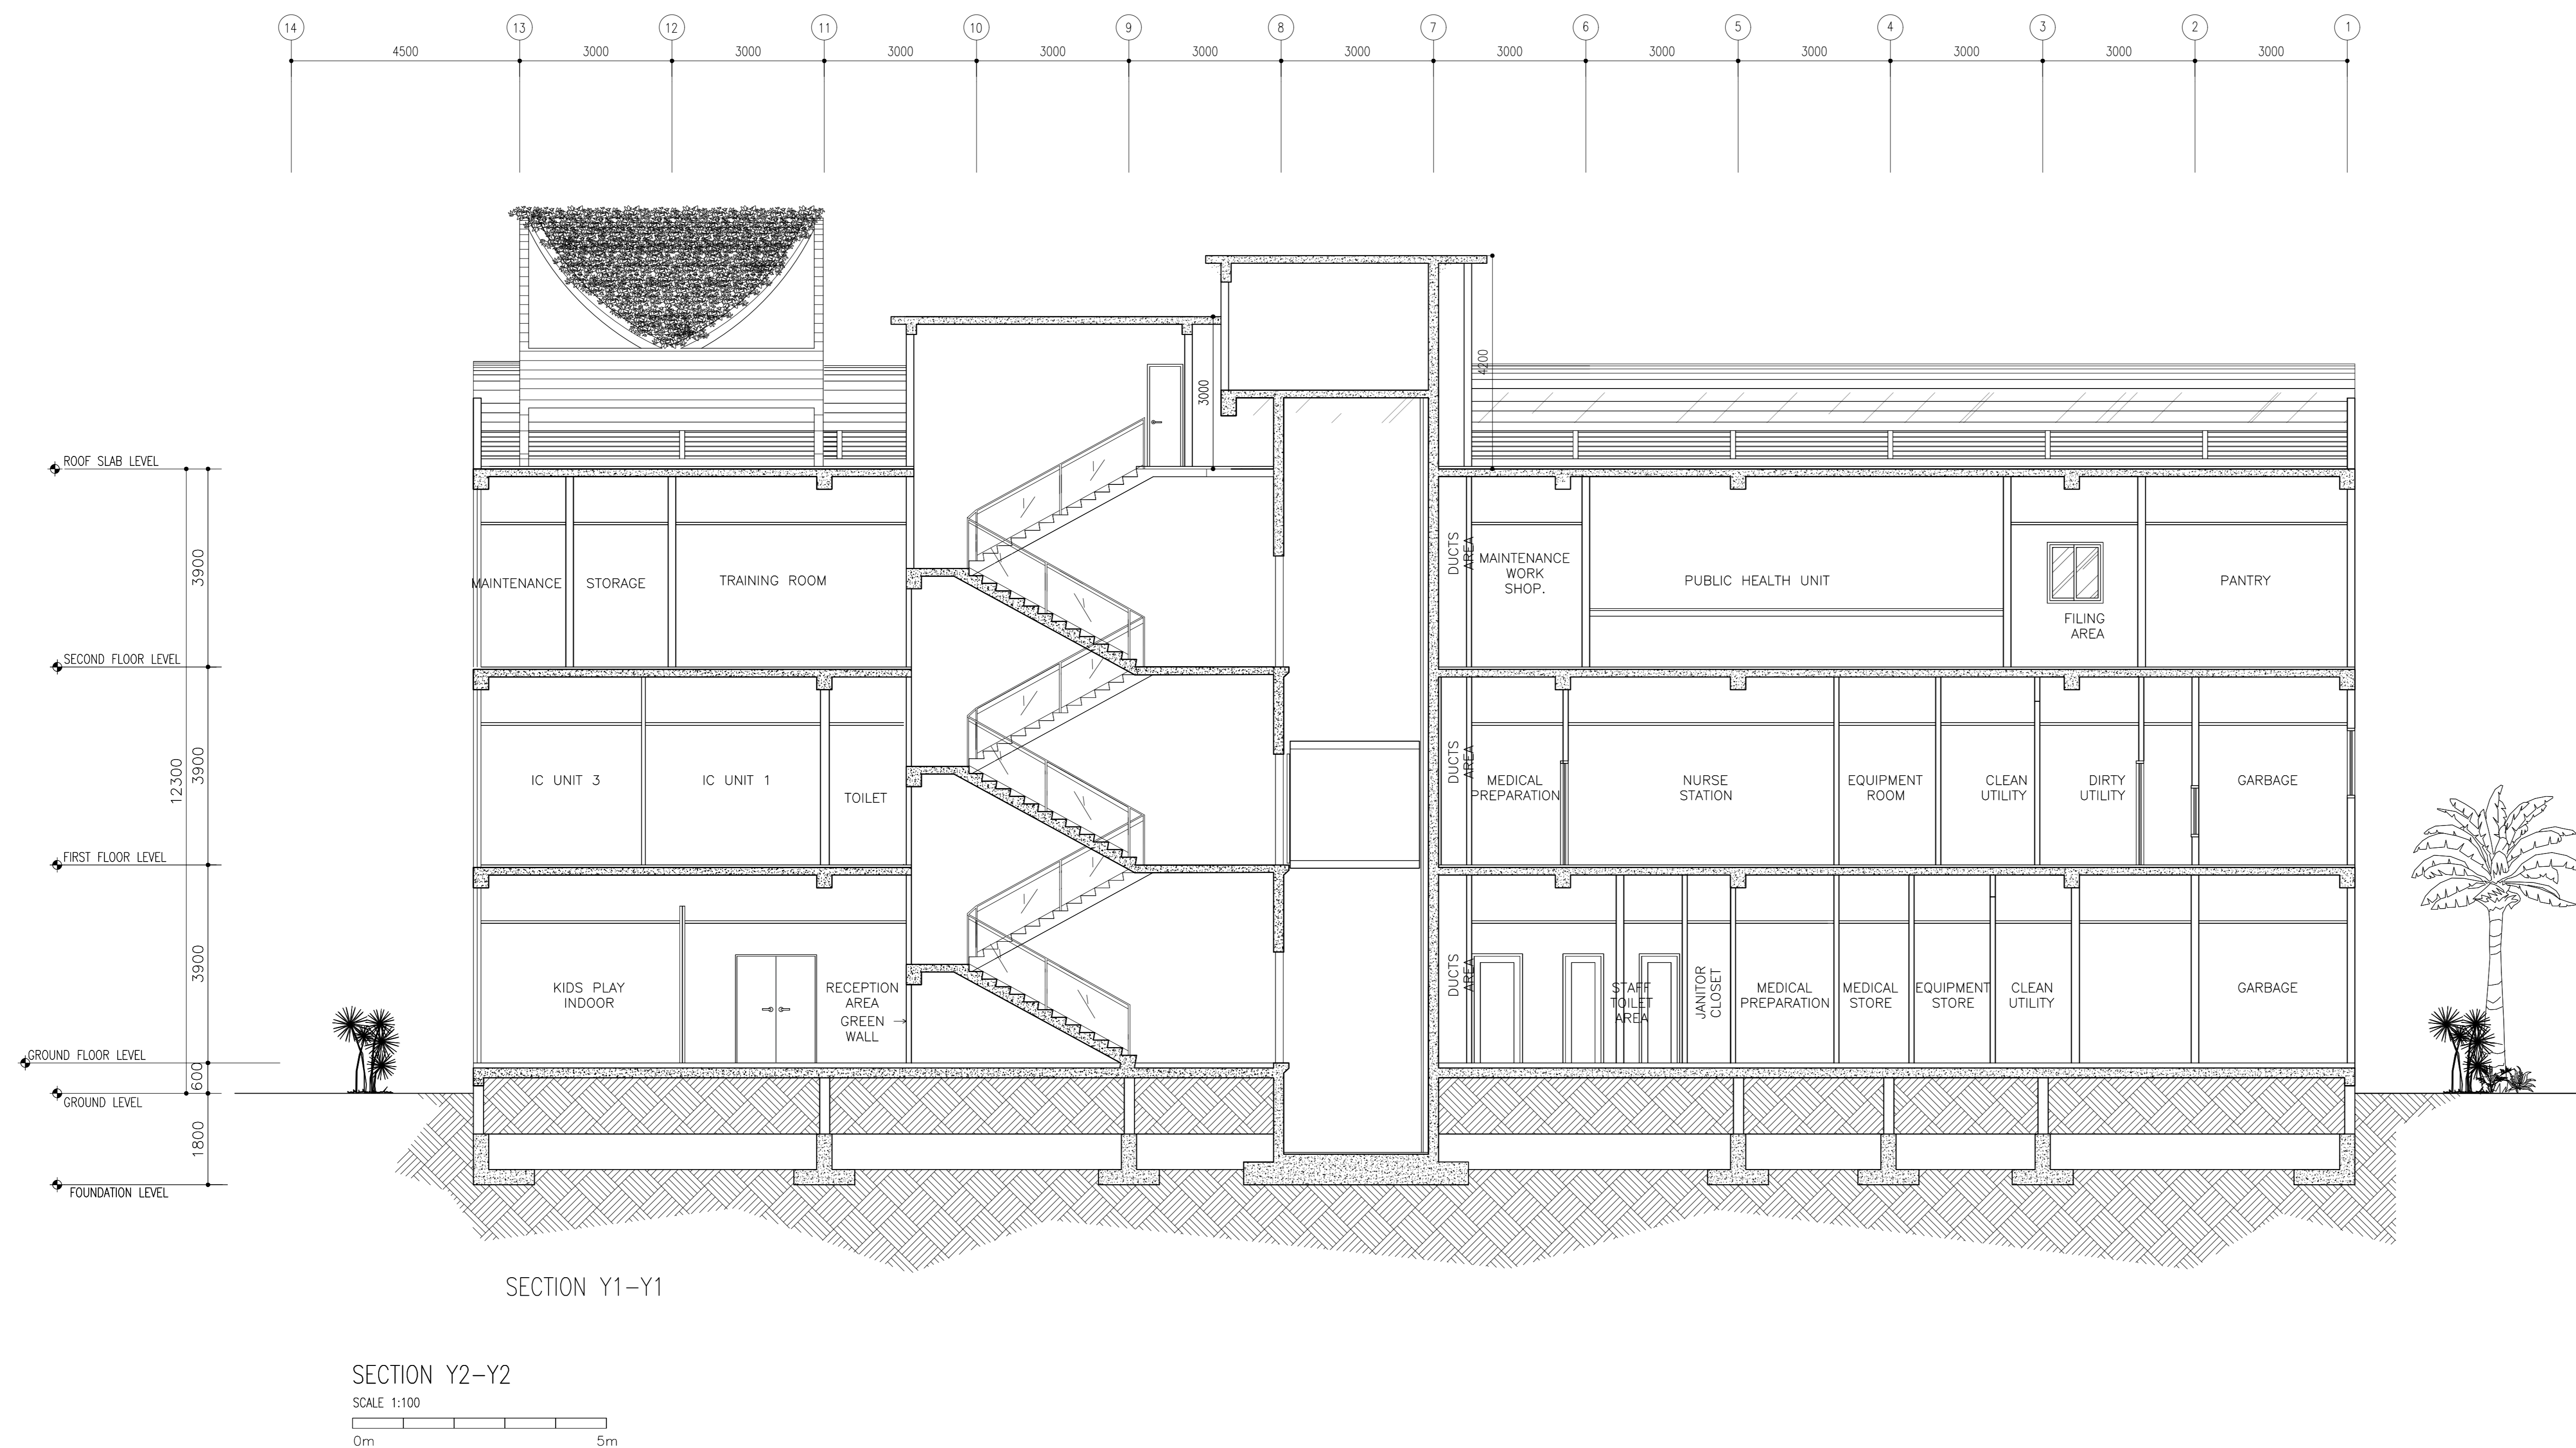 14 13 12 11 10 9 8 7 6 5 4 3 2 1
4500 3000 3000 3000 3000 3000 3000 3000 3000 3000 3000 3000 3000
4200
3000
ROOF SLAB LEVEL
3900
MAINTENANCE
STORAGE
TRAINING ROOM
DUCTS
AREA
MAINTENANCE
WORK
SHOP.
PUBLIC HEALTH UNIT
FILING
AREA
PANTRY
SECOND FLOOR LEVEL
12300
3900
IC UNIT 3
IC UNIT 1
TOILET
DUCTS
AREA
MEDICAL
PREPARATION
NURSE
STATION
EQUIPMENT
ROOM
CLEAN
UTILITY
DIRTY
UTILITY
GARBAGE
FIRST FLOOR LEVEL
3900
KIDS PLAY
INDOOR
RECEPTION
AREA
GREEN
WALL
DUCTS
AREA
STAFF
TOILET
AREA
JANITOR
CLOSET
MEDICAL
PREPARATION
MEDICAL
STORE
EQUIPMENT
STORE
CLEAN
UTILITY
GARBAGE
GROUND FLOOR LEVEL
600
GROUND LEVEL
1800
FOUNDATION LEVEL
SECTION Y1-Y1
SECTION Y2-Y2
SCALE 1:100
0m 5m